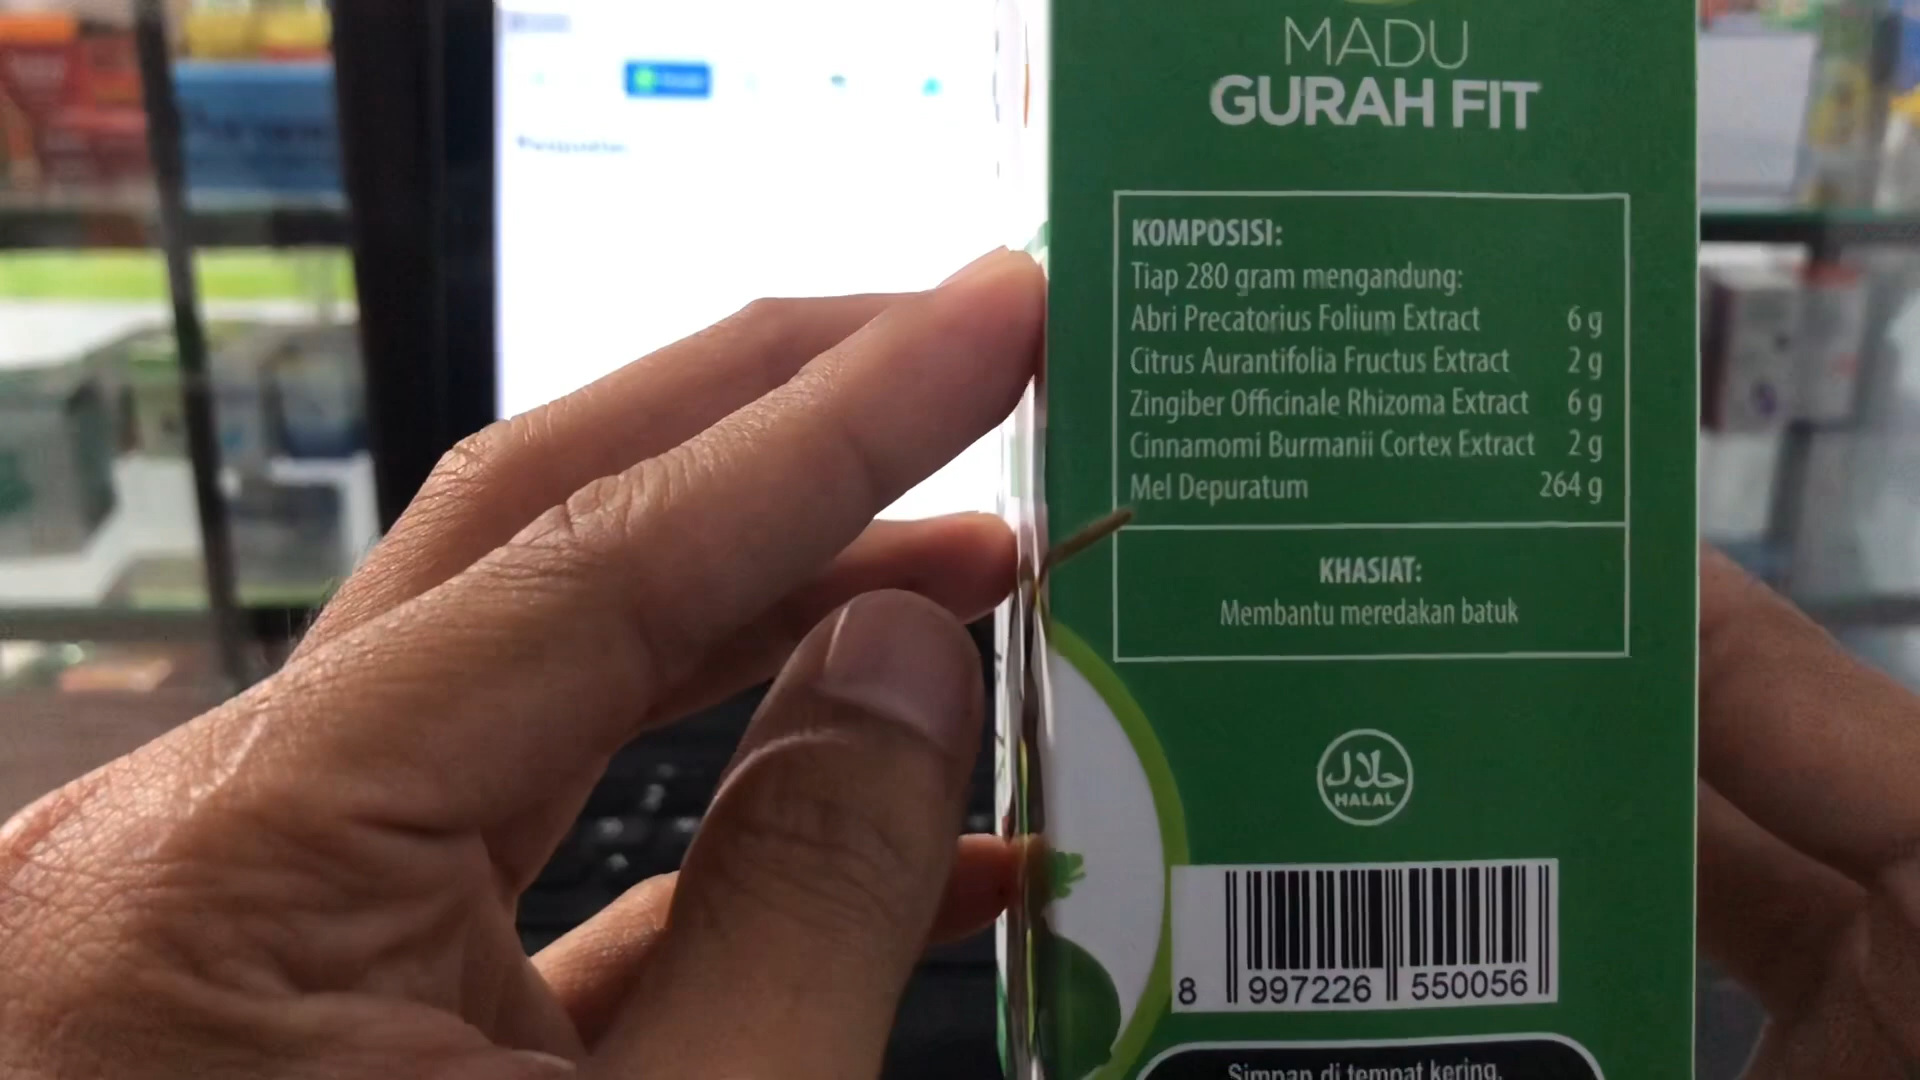 MADU
GURAH FIT
KOMPOSISI:
Tiap 280 gram mengandung:
Abri Precatorius Folium Extract 6 g
Citrus Aurantifolia Fructus Extract 2 g
Zingiber Officinale Rhizoma Extract 6 g
Cinnamomi Burmanii Cortex Extract 2 g
Mel Depuratum 264 g
KHASIAT:
Membantu meredakan batuk
حلال
HALAL
8 997226 550056
Simpan di tempat kering,